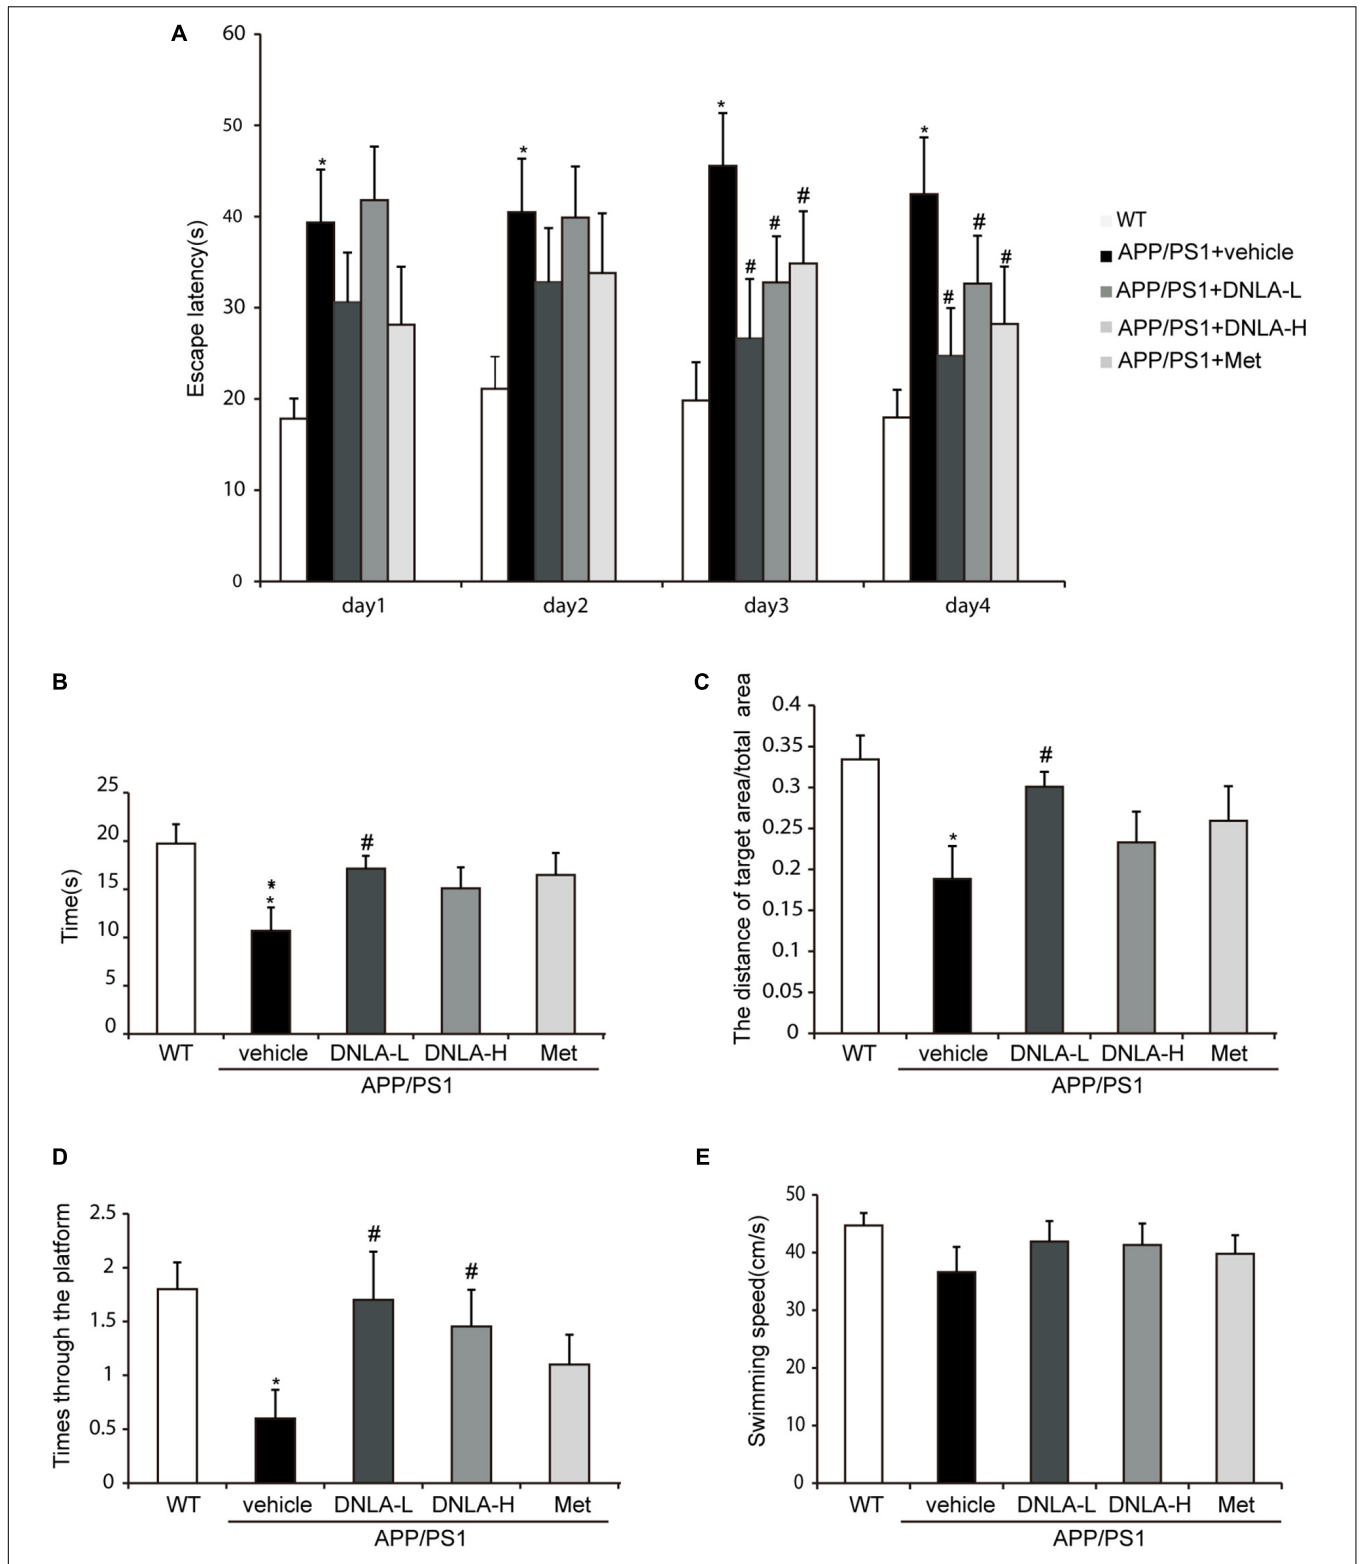 A
60
50
40
30
20
10
0
Escape latency(s)
* * * *
# # # # # #
day1 day2 day3 day4
WT
APP/PS1+vehicle
APP/PS1+DNLA-L
APP/PS1+DNLA-H
APP/PS1+Met
B
25
20
15
10
5
0
Time(s)
*
*
#
WT vehicle DNLA-L DNLA-H Met
APP/PS1
C
0.4
0.35
0.3
0.25
0.2
0.15
0.1
0.05
0
The distance of target area/total area
*
#
WT vehicle DNLA-L DNLA-H Met
APP/PS1
D
2.5
2
1.5
1
0.5
0
Times through the platform
*
# #
WT vehicle DNLA-L DNLA-H Met
APP/PS1
E
50
40
30
20
10
0
Swimming speed(cm/s)
WT vehicle DNLA-L DNLA-H Met
APP/PS1